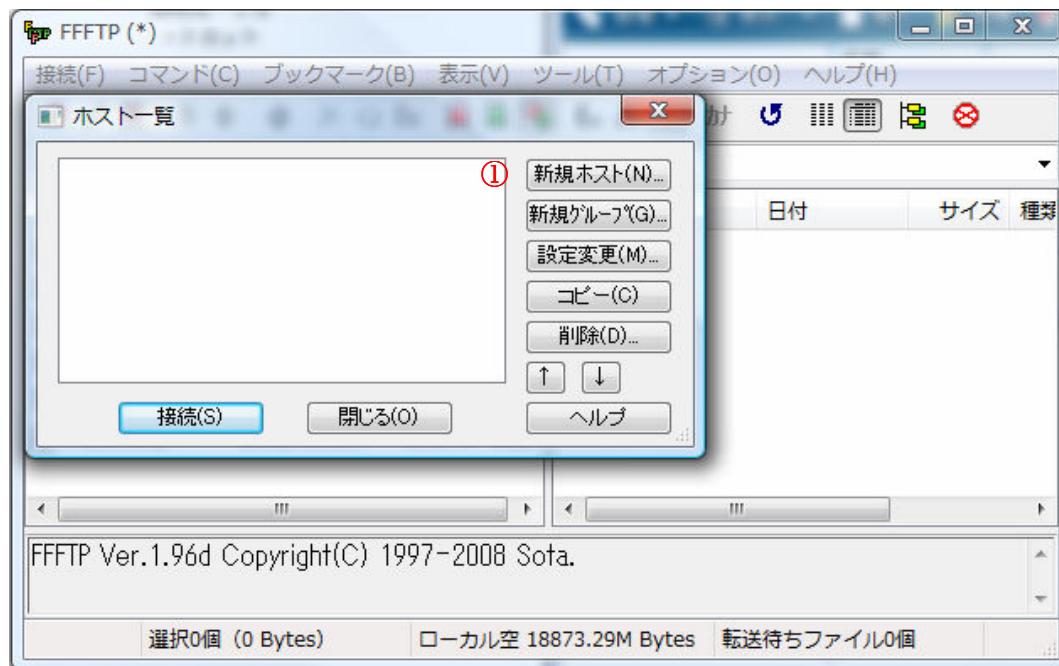 FFFTP (*)
接続(F) コマンド(C) ブックマーク(B) 表示(V) ツール(T) オプション(O) ヘルプ(H)
ホスト一覧
① 新規ホスト(N)...
新規ｸﾞﾙｰﾌﾟ(G)...
設定変更(M)...
コピー(C)
削除(D)...
↑ ↓
接続(S) 閉じる(O) ヘルプ
日付 サイズ 種類
FFFTP Ver.1.96d Copyright(C) 1997-2008 Sota.
選択0個 (0 Bytes) ローカル空 18873.29M Bytes 転送待ちファイル0個